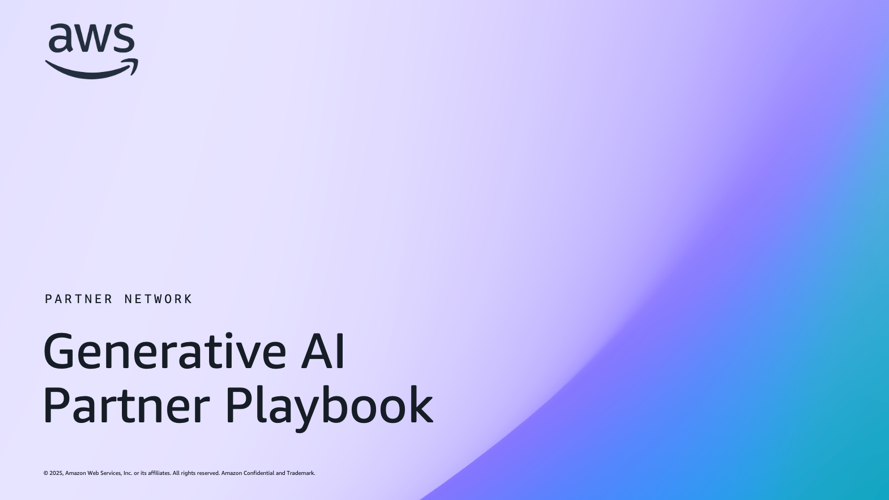 aws
PARTNER NETWORK
Generative AI
Partner Playbook
© 2025, Amazon Web Services, Inc. or its affiliates. All rights reserved. Amazon Confidential and Trademark.